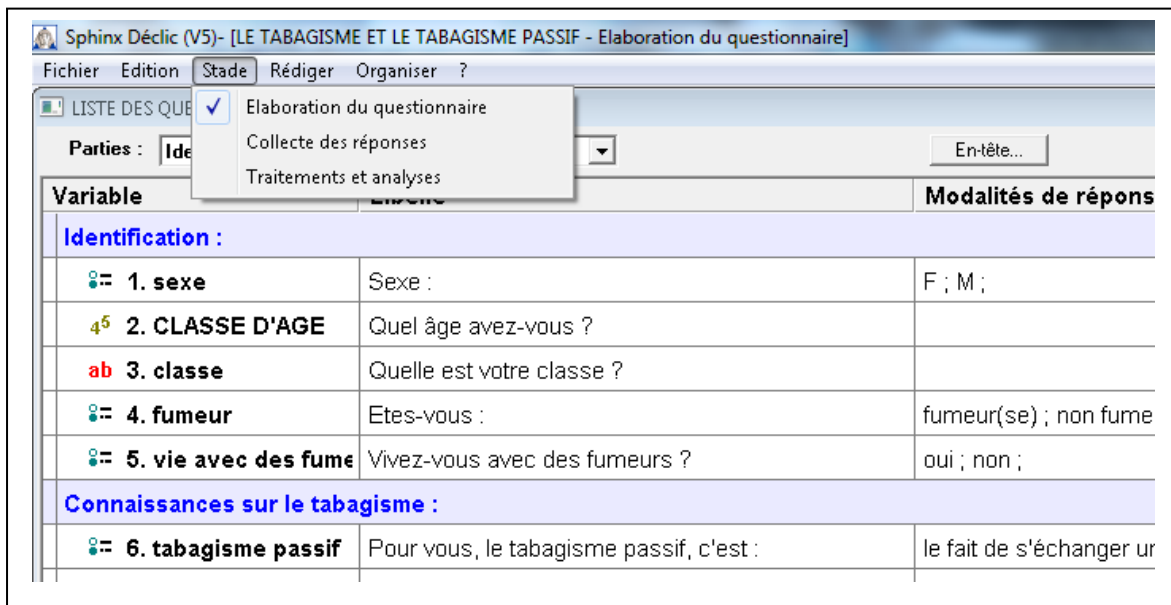 Sphinx Déclic (V5)- [LE TABAGISME ET LE TABAGISME PASSIF - Elaboration du questionnaire]
Fichier Edition Stade Rédiger Organiser ?
LISTE DES QUE
Elaboration du questionnaire
Collecte des réponses
Traitements et analyses
Parties : Ide
En-tête...
Variable Libellé Modalités de répons
Identification :
1. sexe Sexe : F ; M ;
4⁵ 2. CLASSE D'AGE Quel âge avez-vous ?
ab 3. classe Quelle est votre classe ?
4. fumeur Etes-vous : fumeur(se) ; non fume
5. vie avec des fume Vivez-vous avec des fumeurs ? oui ; non ;
Connaissances sur le tabagisme :
6. tabagisme passif Pour vous, le tabagisme passif, c'est : le fait de s'échanger un